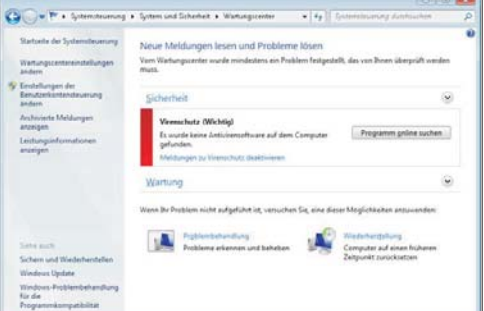 Systemsteuerung ▸ System und Sicherheit ▸ Wartungscenter
Systemsteuerung durchsuchen
Startseite der Systemsteuerung
Wartungscentereinstellungen
ändern
Einstellungen der
Benutzerkontensteuerung
ändern
Archivierte Meldungen
anzeigen
Leistungsinformationen
anzeigen
Siehe auch
Sichern und Wiederherstellen
Windows Update
Windows-Problembehandlung
für die
Programmkompatibilität
Neue Meldungen lesen und Probleme lösen
Vom Wartungscenter wurde mindestens ein Problem festgestellt, das von Ihnen überprüft werden
muss.
Sicherheit
Virenschutz (Wichtig)
Es wurde keine Antivirensoftware auf dem Computer
gefunden.
Programm online suchen
Meldungen zu Virenschutz deaktivieren
Wartung
Wenn Ihr Problem nicht aufgeführt ist, versuchen Sie, eine dieser Möglichkeiten anzuwenden:
Problembehandlung
Probleme erkennen und beheben
Wiederherstellung
Computer auf einen früheren
Zeitpunkt zurücksetzen